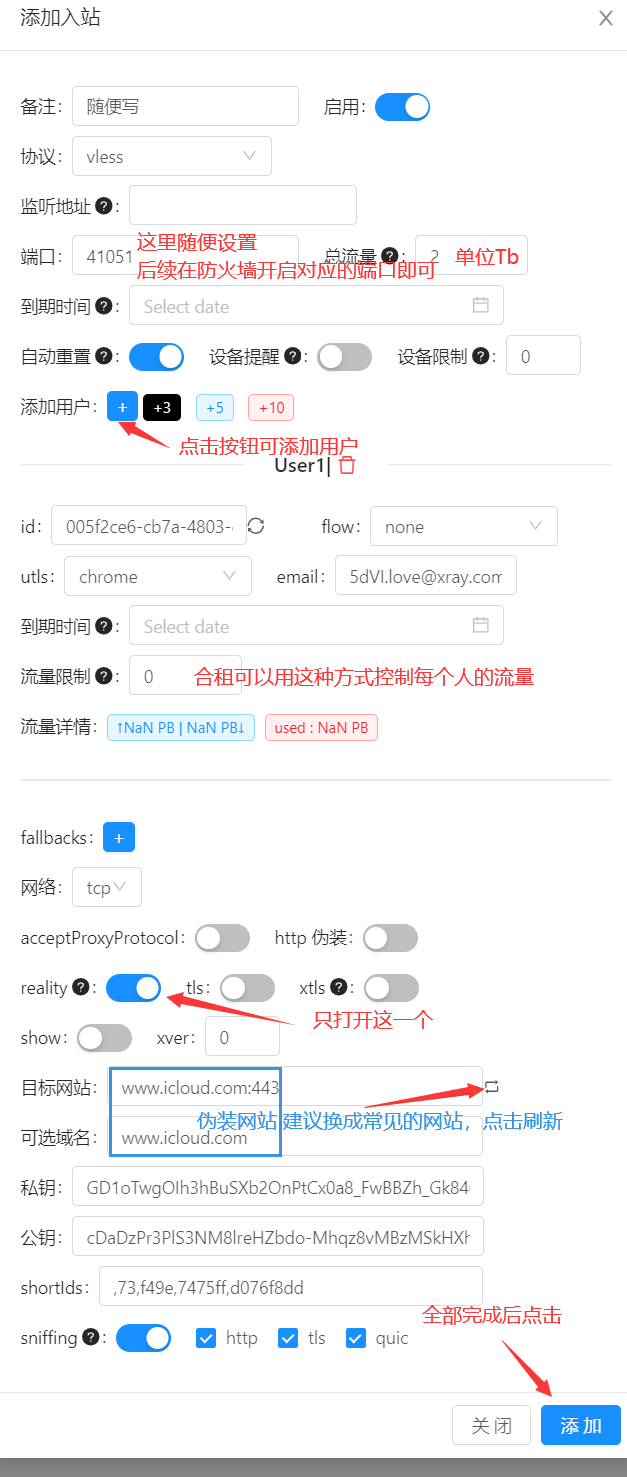 添加入站
备注: 随便写 启用:
协议: vless
监听地址 ? :
这里随便设置
端口: 41051 总流量 ? : 2 单位Tb
后续在防火墙开启对应的端口即可
到期时间 ? : Select date
自动重置 ? : 设备提醒 ? : 设备限制 ? : 0
添加用户: + +3 +5 +10
点击按钮可添加用户
User1|
id: 005f2ce6-cb7a-4803- flow: none
utls: chrome email: 5dVI.love@xray.com
到期时间 ? : Select date
流量限制 ? : 0 合租可以用这种方式控制每个人的流量
流量详情: ↑NaN PB | NaN PB↓ used : NaN PB
fallbacks: +
网络: tcp
acceptProxyProtocol: http 伪装:
reality ? : tls: xtls ? :
只打开这一个
show: xver: 0
目标网站: www.icloud.com:443
伪装网站 建议换成常见的网站，点击刷新
可选域名: www.icloud.com
私钥: GD1oTwgOIh3hBuSXb2OnPtCx0a8_FwBBZh_Gk84
公钥: cDaDzPr3PlS3NM8lreHZbdo-Mhqz8vMBzMSkHXh
shortIds: ,73,f49e,7475ff,d076f8dd
全部完成后点击
sniffing ? : http tls quic
关 闭 添 加